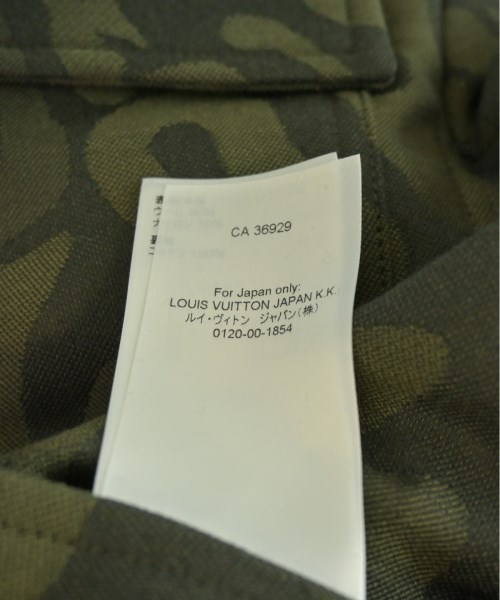 CA 36929
For Japan only:
LOUIS VUITTON JAPAN K.K.
ルイ・ヴィトン ジャパン(株)
0120-00-1854